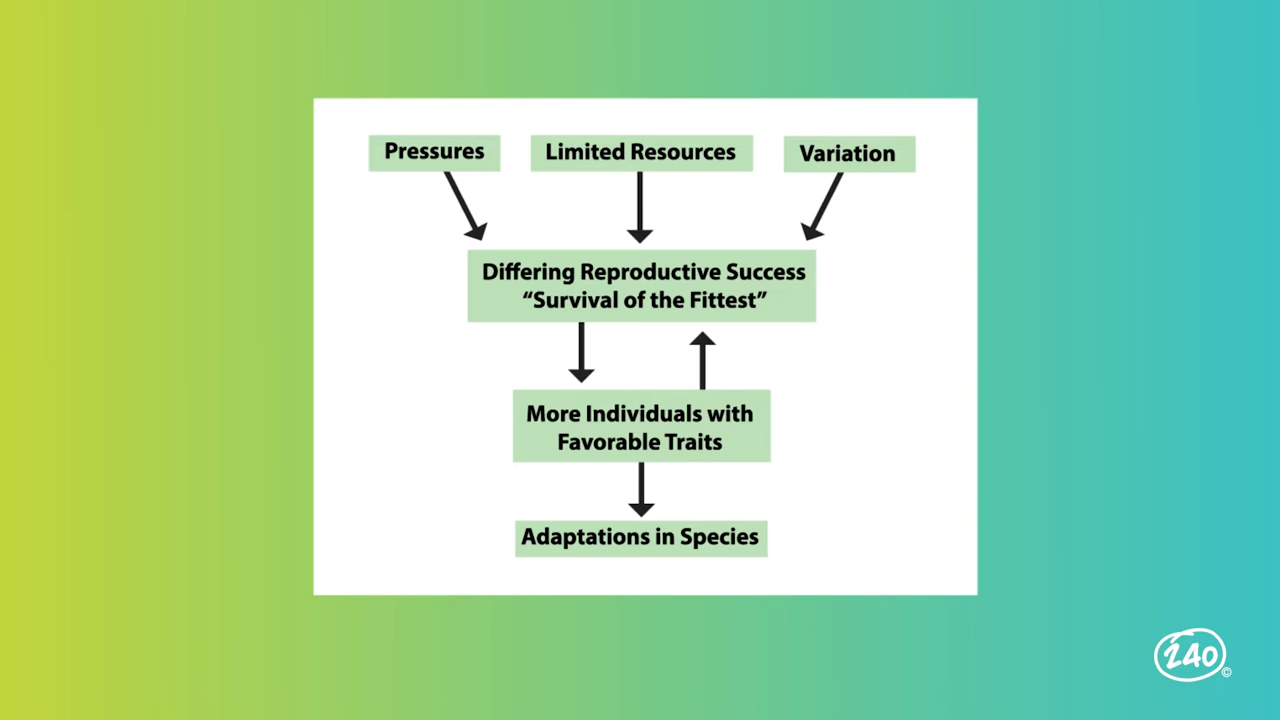 Pressures
Limited Resources
Variation
Differing Reproductive Success
“Survival of the Fittest”
More Individuals with
Favorable Traits
Adaptations in Species
240
©